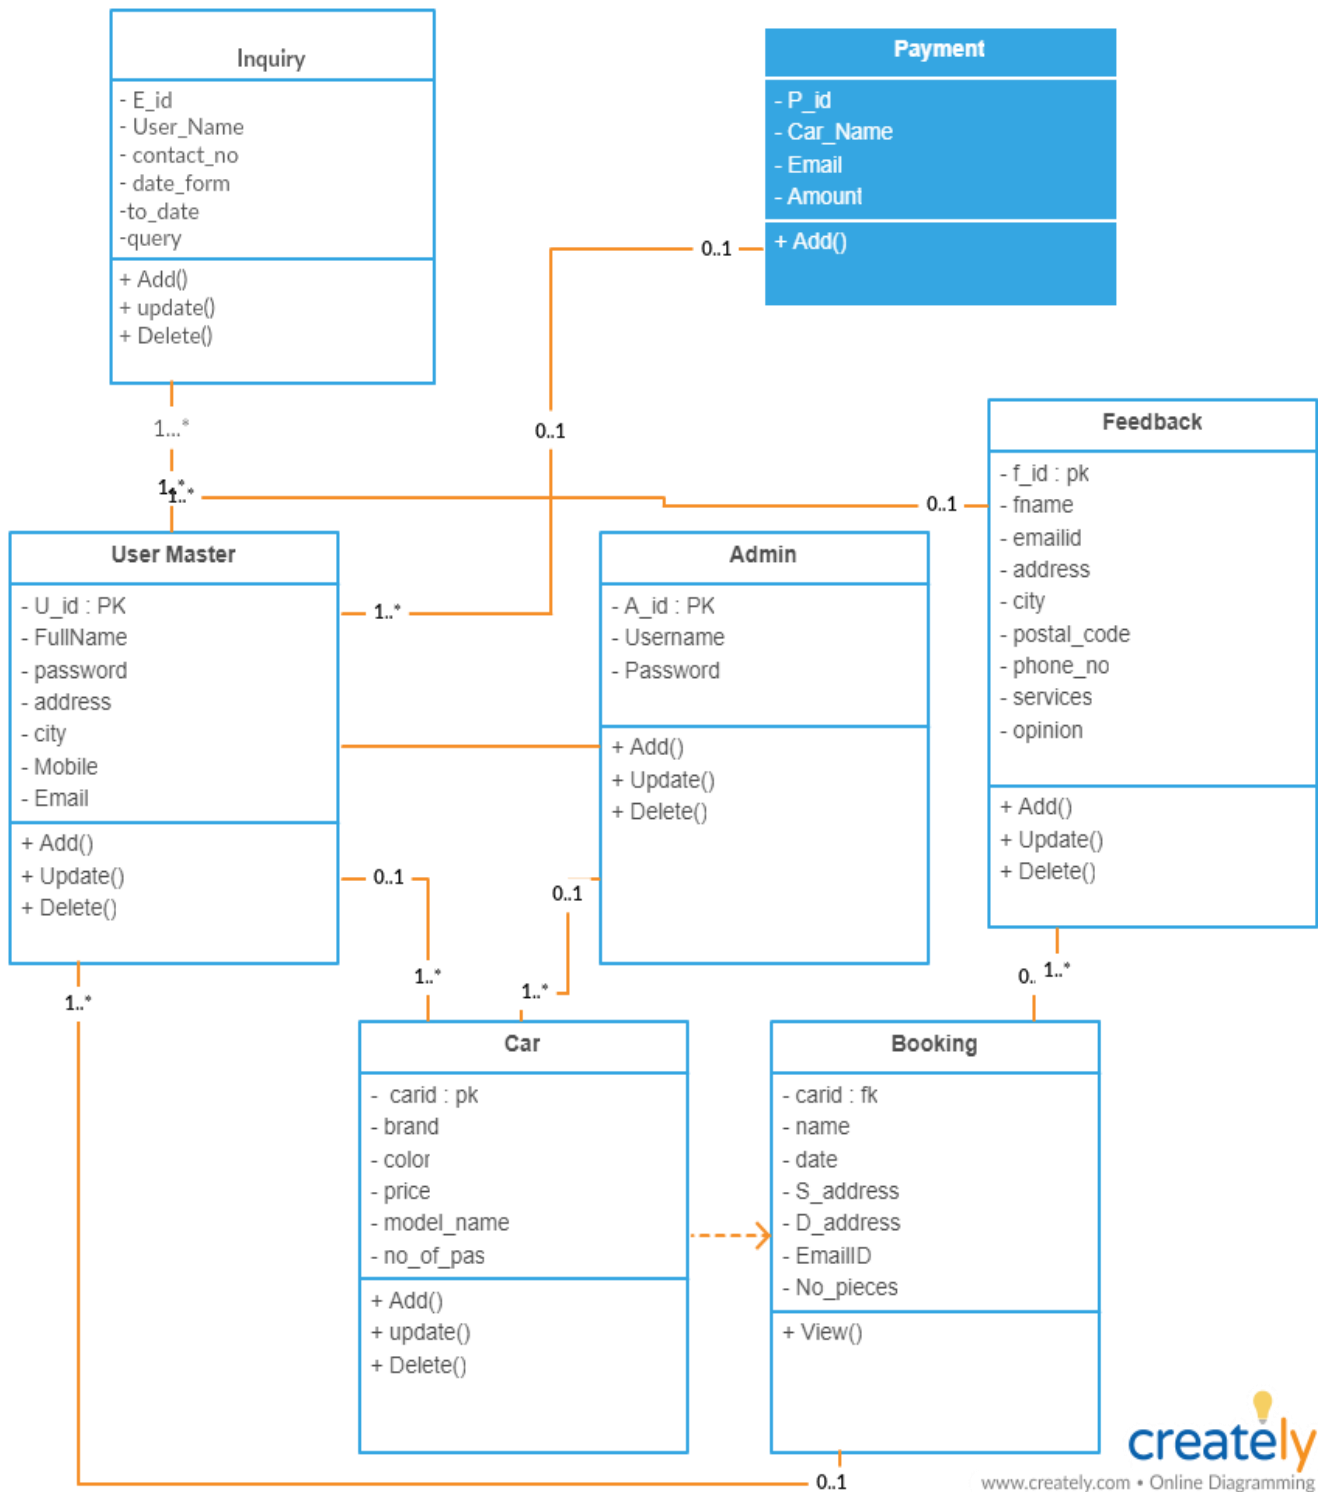 Inquiry
- E_id
- User_Name
- contact_no
- date_form
-to_date
-query
+ Add()
+ update()
+ Delete()
Payment
- P_id
- Car_Name
- Email
- Amount
+ Add()
0..1
0..1
1...*
1..*
1..*
0..1
1..*
Feedback
- f_id : pk
- fname
- emailid
- address
- city
- postal_code
- phone_no
- services
- opinion
+ Add()
+ Update()
+ Delete()
User Master
- U_id : PK
- FullName
- password
- address
- city
- Mobile
- Email
+ Add()
+ Update()
+ Delete()
Admin
- A_id : PK
- Username
- Password
+ Add()
+ Update()
+ Delete()
0..1
0..1
1..*
1..*
1..*
0..
1..*
Car
- carid : pk
- brand
- color
- price
- model_name
- no_of_pas
+ Add()
+ update()
+ Delete()
Booking
- carid : fk
- name
- date
- S_address
- D_address
- EmailID
- No_pieces
+ View()
0..1
creately
www.creately.com • Online Diagramming